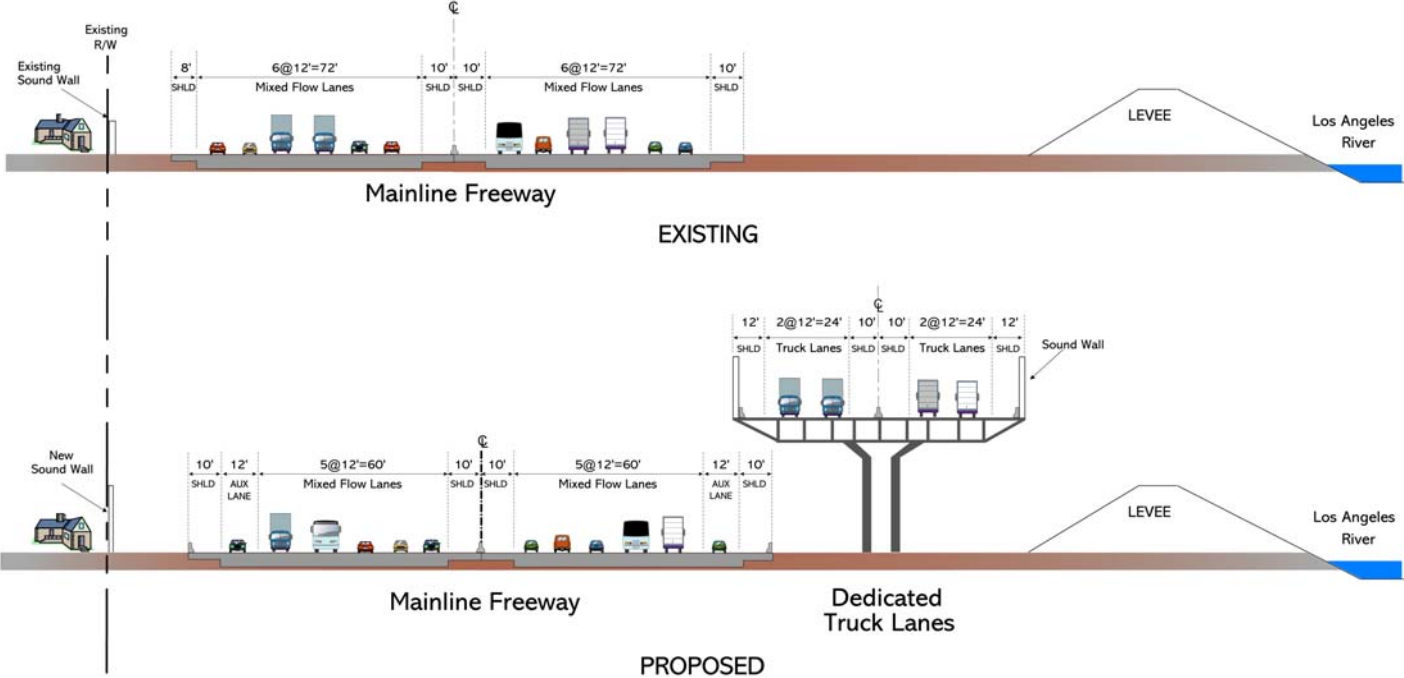 ℄
Existing
R/W
Existing
Sound Wall
8' 6@12'=72' 10' 10' 6@12'=72' 10'
SHLD Mixed Flow Lanes SHLD SHLD Mixed Flow Lanes SHLD
LEVEE
Los Angeles
River
Mainline Freeway
EXISTING
℄
12' 2@12'=24' 10' 10' 2@12'=24' 12'
SHLD Truck Lanes SHLD SHLD Truck Lanes SHLD
Sound Wall
℄
New
Sound Wall
10' 12' 5@12'=60' 10' 10' 5@12'=60' 12' 10'
SHLD AUX Mixed Flow Lanes SHLD SHLD Mixed Flow Lanes AUX SHLD
LANE LANE
LEVEE
Los Angeles
River
Mainline Freeway
Dedicated
Truck Lanes
PROPOSED